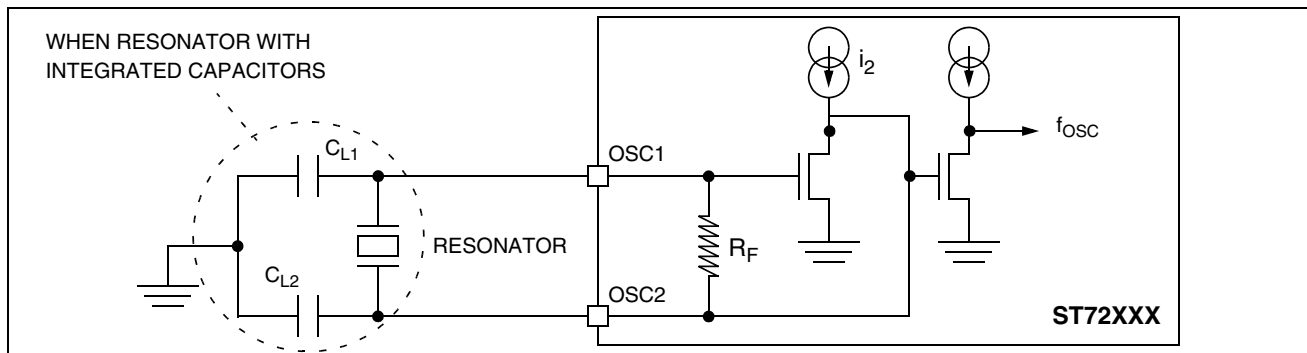 WHEN RESONATOR WITH
INTEGRATED CAPACITORS
i2
fOSC
CL1
OSC1
RESONATOR
RF
CL2
OSC2
ST72XXX